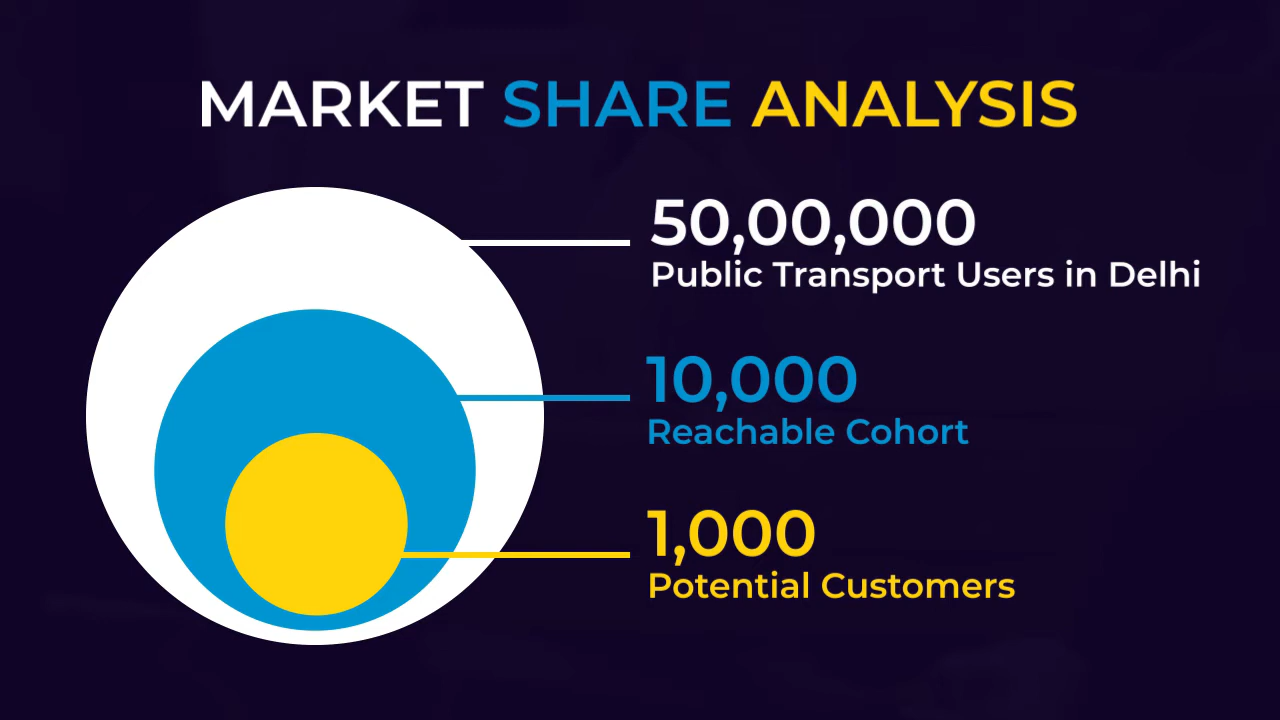 MARKET SHARE ANALYSIS
50,00,000
Public Transport Users in Delhi
10,000
Reachable Cohort
1,000
Potential Customers